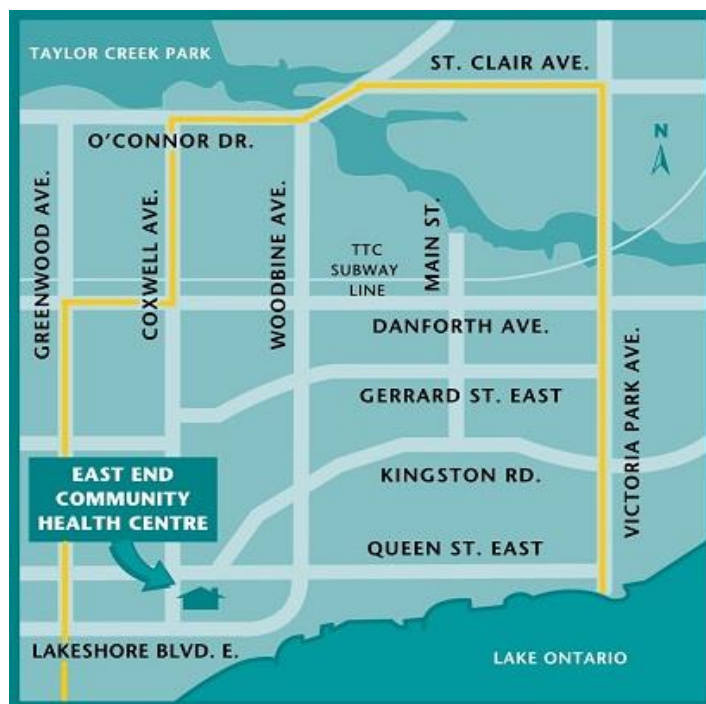 TAYLOR CREEK PARK
ST. CLAIR AVE.
O'CONNOR DR.
N
GREENWOOD AVE.
COXWELL AVE.
WOODBINE AVE.
MAIN ST.
TTC
SUBWAY
LINE
DANFORTH AVE.
VICTORIA PARK AVE.
GERRARD ST. EAST
EAST END
COMMUNITY
HEALTH CENTRE
KINGSTON RD.
QUEEN ST. EAST
LAKESHORE BLVD. E.
LAKE ONTARIO